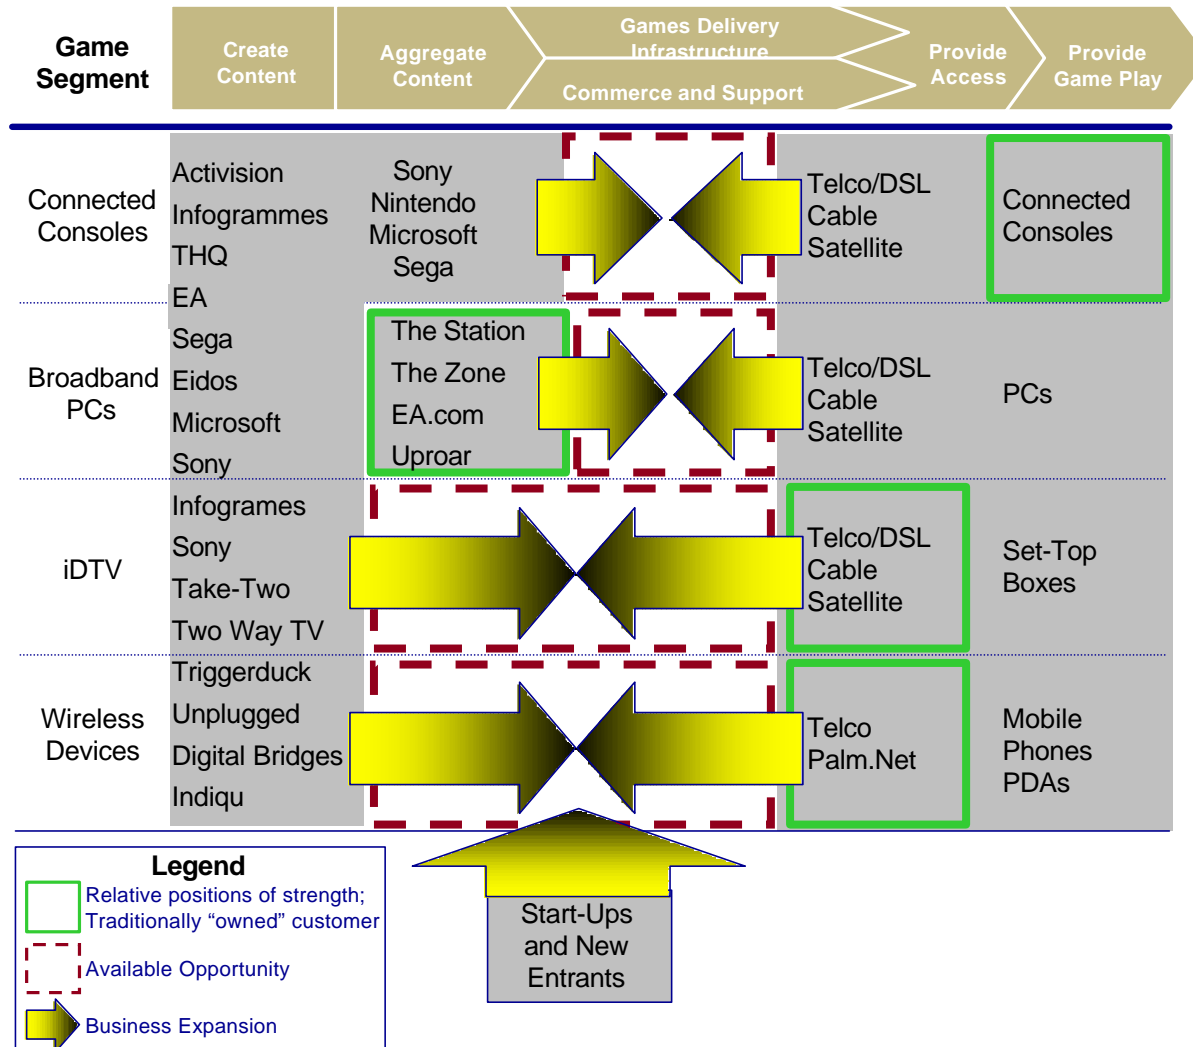 Game
Segment
Create
Content
Aggregate
Content
Games Delivery
Infrastructure
Commerce and Support
Provide
Access
Provide
Game Play
Connected
Consoles
Activision
Infogrammes
THQ
EA
Sony
Nintendo
Microsoft
Sega
Telco/DSL
Cable
Satellite
Connected
Consoles
Broadband
PCs
Sega
Eidos
Microsoft
Sony
The Station
The Zone
EA.com
Uproar
Telco/DSL
Cable
Satellite
PCs
iDTV
Infogrames
Sony
Take-Two
Two Way TV
Telco/DSL
Cable
Satellite
Set-Top
Boxes
Wireless
Devices
Triggerduck
Unplugged
Digital Bridges
Indiqu
Telco
Palm.Net
Mobile
Phones
PDAs
Legend
Relative positions of strength;
Traditionally “owned” customer
Available Opportunity
Business Expansion
Start-Ups
and New
Entrants